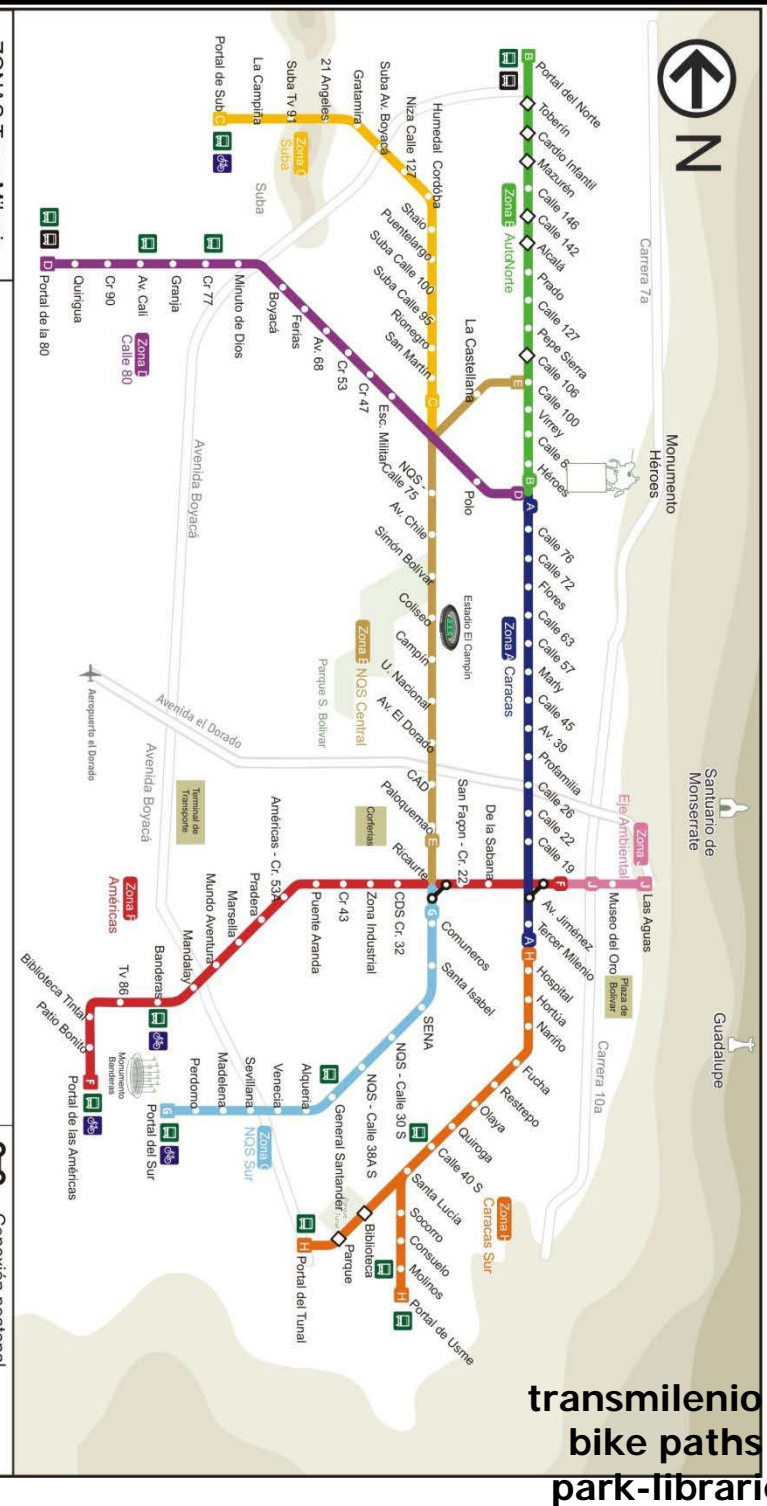 N
Carrera 7a
Monumento
Héroes
Santuario de
Monserrate
Guadalupe
Portal del Norte
Toberín
Cardio Infantil
Mazurén
Calle 146
Calle 142
Alcalá
Prado
Calle 127
Pepe Sierra
Calle 106
Calle 100
Virrey
Calle 8
Héroes
B
Zona B AutoNorte
B
A
Calle 76
Calle 72
Flores
Calle 63
Calle 57
Marly
Calle 45
Av. 39
Profamilia
Calle 26
Calle 22
Calle 19
Av. Jiménez
Tercer Milenio
A
Zona A Caracas
Zona J
Eje Ambiental
J
Las Aguas
Museo del Oro
J
F
Plaza de
Bolívar
Carrera 10a
H
Hospital
Hortúa
Nariño
Fucha
Restrepo
Olaya
Quiroga
Calle 40 S
Santa Lucía
Socorro
Consuelo
Molinos
Portal de Usme
H
Zona H
Caracas Sur
Biblioteca
Parque
Portal del Tunal
H
Portal de Sub
C
La Campiña
Suba Tv 91
21 Angeles
Gratamira
Suba Av. Boyacá
Niza Calle 127
Humedal Cordóba
Shaio
Puentelargo
Suba Calle 100
Suba Calle 95
Rionegro
San Martín
C
Zona C
Suba
Suba
La Castellana
E
NQS -
Calle 75
Av. Chile
Simón Bolívar
Coliseo
Campín
U. Nacional
Av. El Dorado
CAD
Paloquemao
E
Ricaurte
Estadio El Campín
Zona E NQS Central
Parque S. Bolivar
D
Polo
Esc. Militar
Cr 47
Cr 53
Av. 68
Ferias
Boyacá
Minuto de Dios
Cr 77
Granja
Av. Cali
Cr 90
Quirigua
Portal de la 80
D
Zona D
Calle 80
Avenida Boyacá
Avenida el Dorado
Aeropuerto el Dorado
Avenida Boyacá
Terminal de
Transporte
Corferias
De la Sabana
San Façon - Cr. 22
CDS Cr. 32
Zona Industrial
Cr 43
Puente Aranda
Américas - Cr. 53A
Pradera
Marsella
Mundo Aventura
Mandalay
Banderas
Tv 86
Biblioteca Tintal
Patio Bonito
F
Portal de las Américas
Zona F
Américas
Monumento
Banderas
G
Comuneros
Santa Isabel
SENA
NQS - Calle 30 S
NQS - Calle 38A S
General Santander
Alqueria
Venecia
Sevillana
Madelena
Perdomo
G
Portal del Sur
Zona G
NQS Sur
transmilenio
bike paths
park-librarie